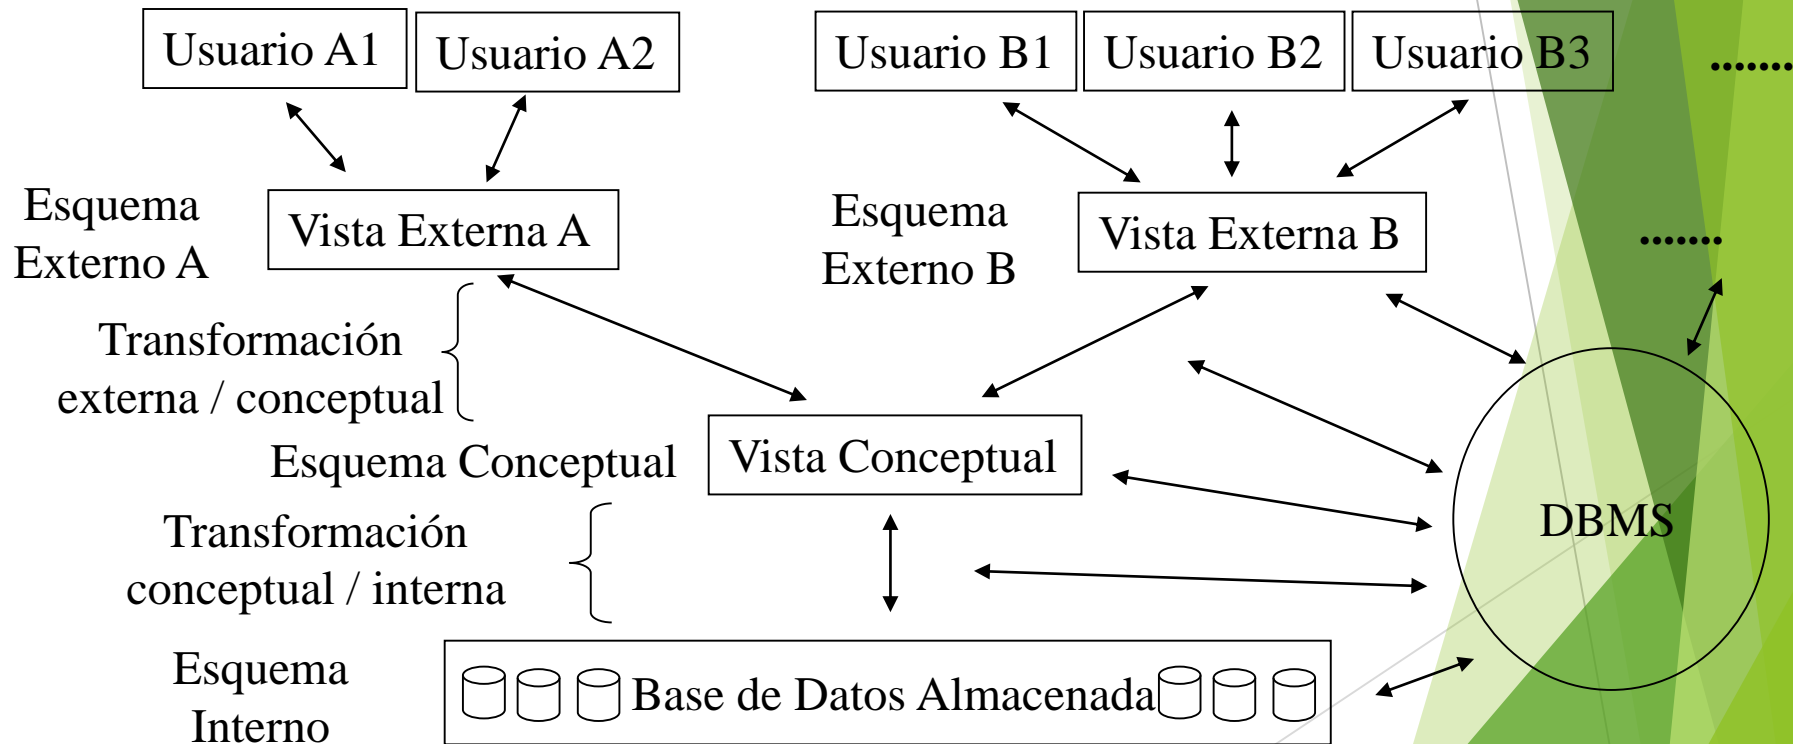 Usuario A1
Usuario A2
Usuario B1
Usuario B2
Usuario B3
........
Esquema
Externo A
Vista Externa A
Esquema
Externo B
Vista Externa B
.......
Transformación
externa / conceptual
Esquema Conceptual
Vista Conceptual
DBMS
Transformación
conceptual / interna
Esquema
Interno
Base de Datos Almacenada